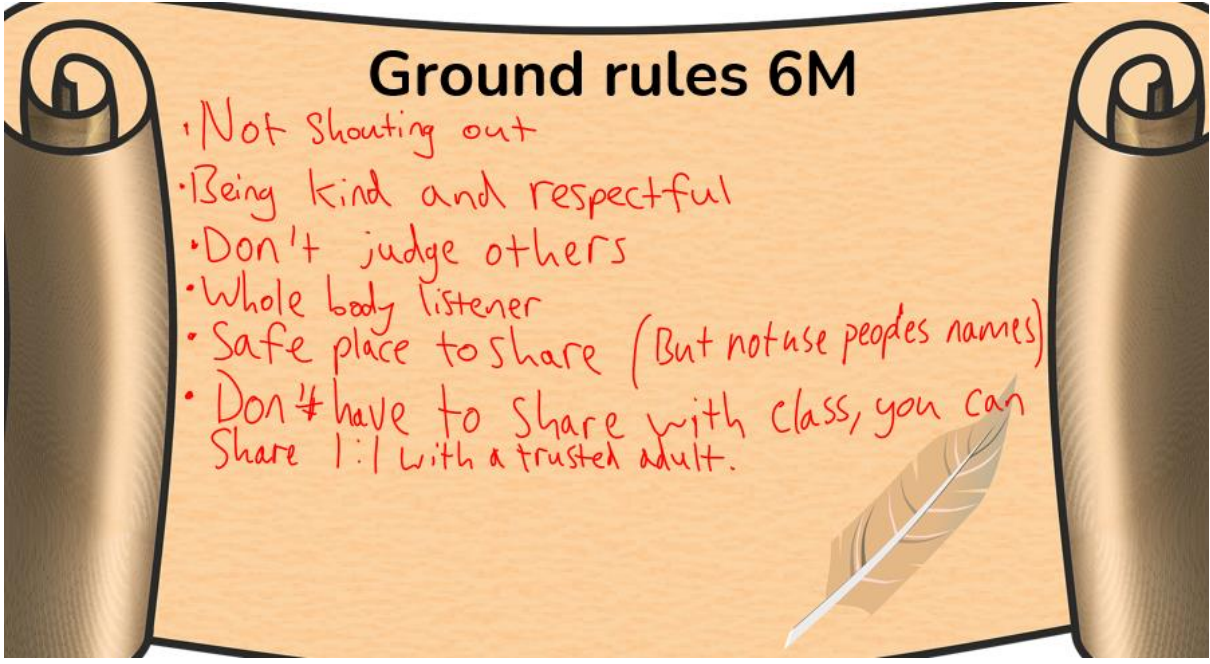 Ground rules 6M
• Not shouting out
• Being kind and respectful
• Don't judge others
• Whole body listener
• Safe place to share (But not use peoples names)
• Don't have to share with class, you can
share 1:1 with a trusted adult.